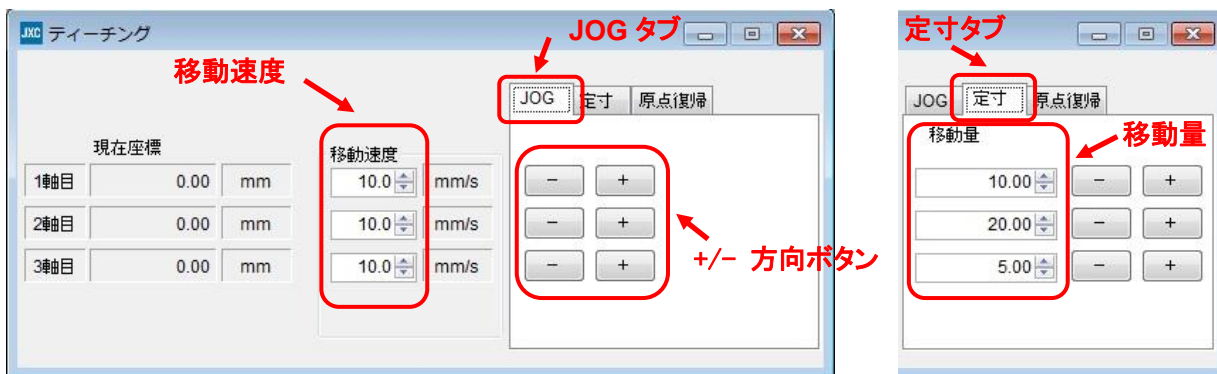 JXC ティーチング
JOG タブ
移動速度
JOG 定寸 原点復帰
現在座標
移動速度
1軸目 0.00 mm 10.0 mm/s - +
2軸目 0.00 mm 10.0 mm/s - +
3軸目 0.00 mm 10.0 mm/s - +
+/- 方向ボタン
定寸タブ
JOG 定寸 原点復帰
移動量
移動量
10.00 - +
20.00 - +
5.00 - +